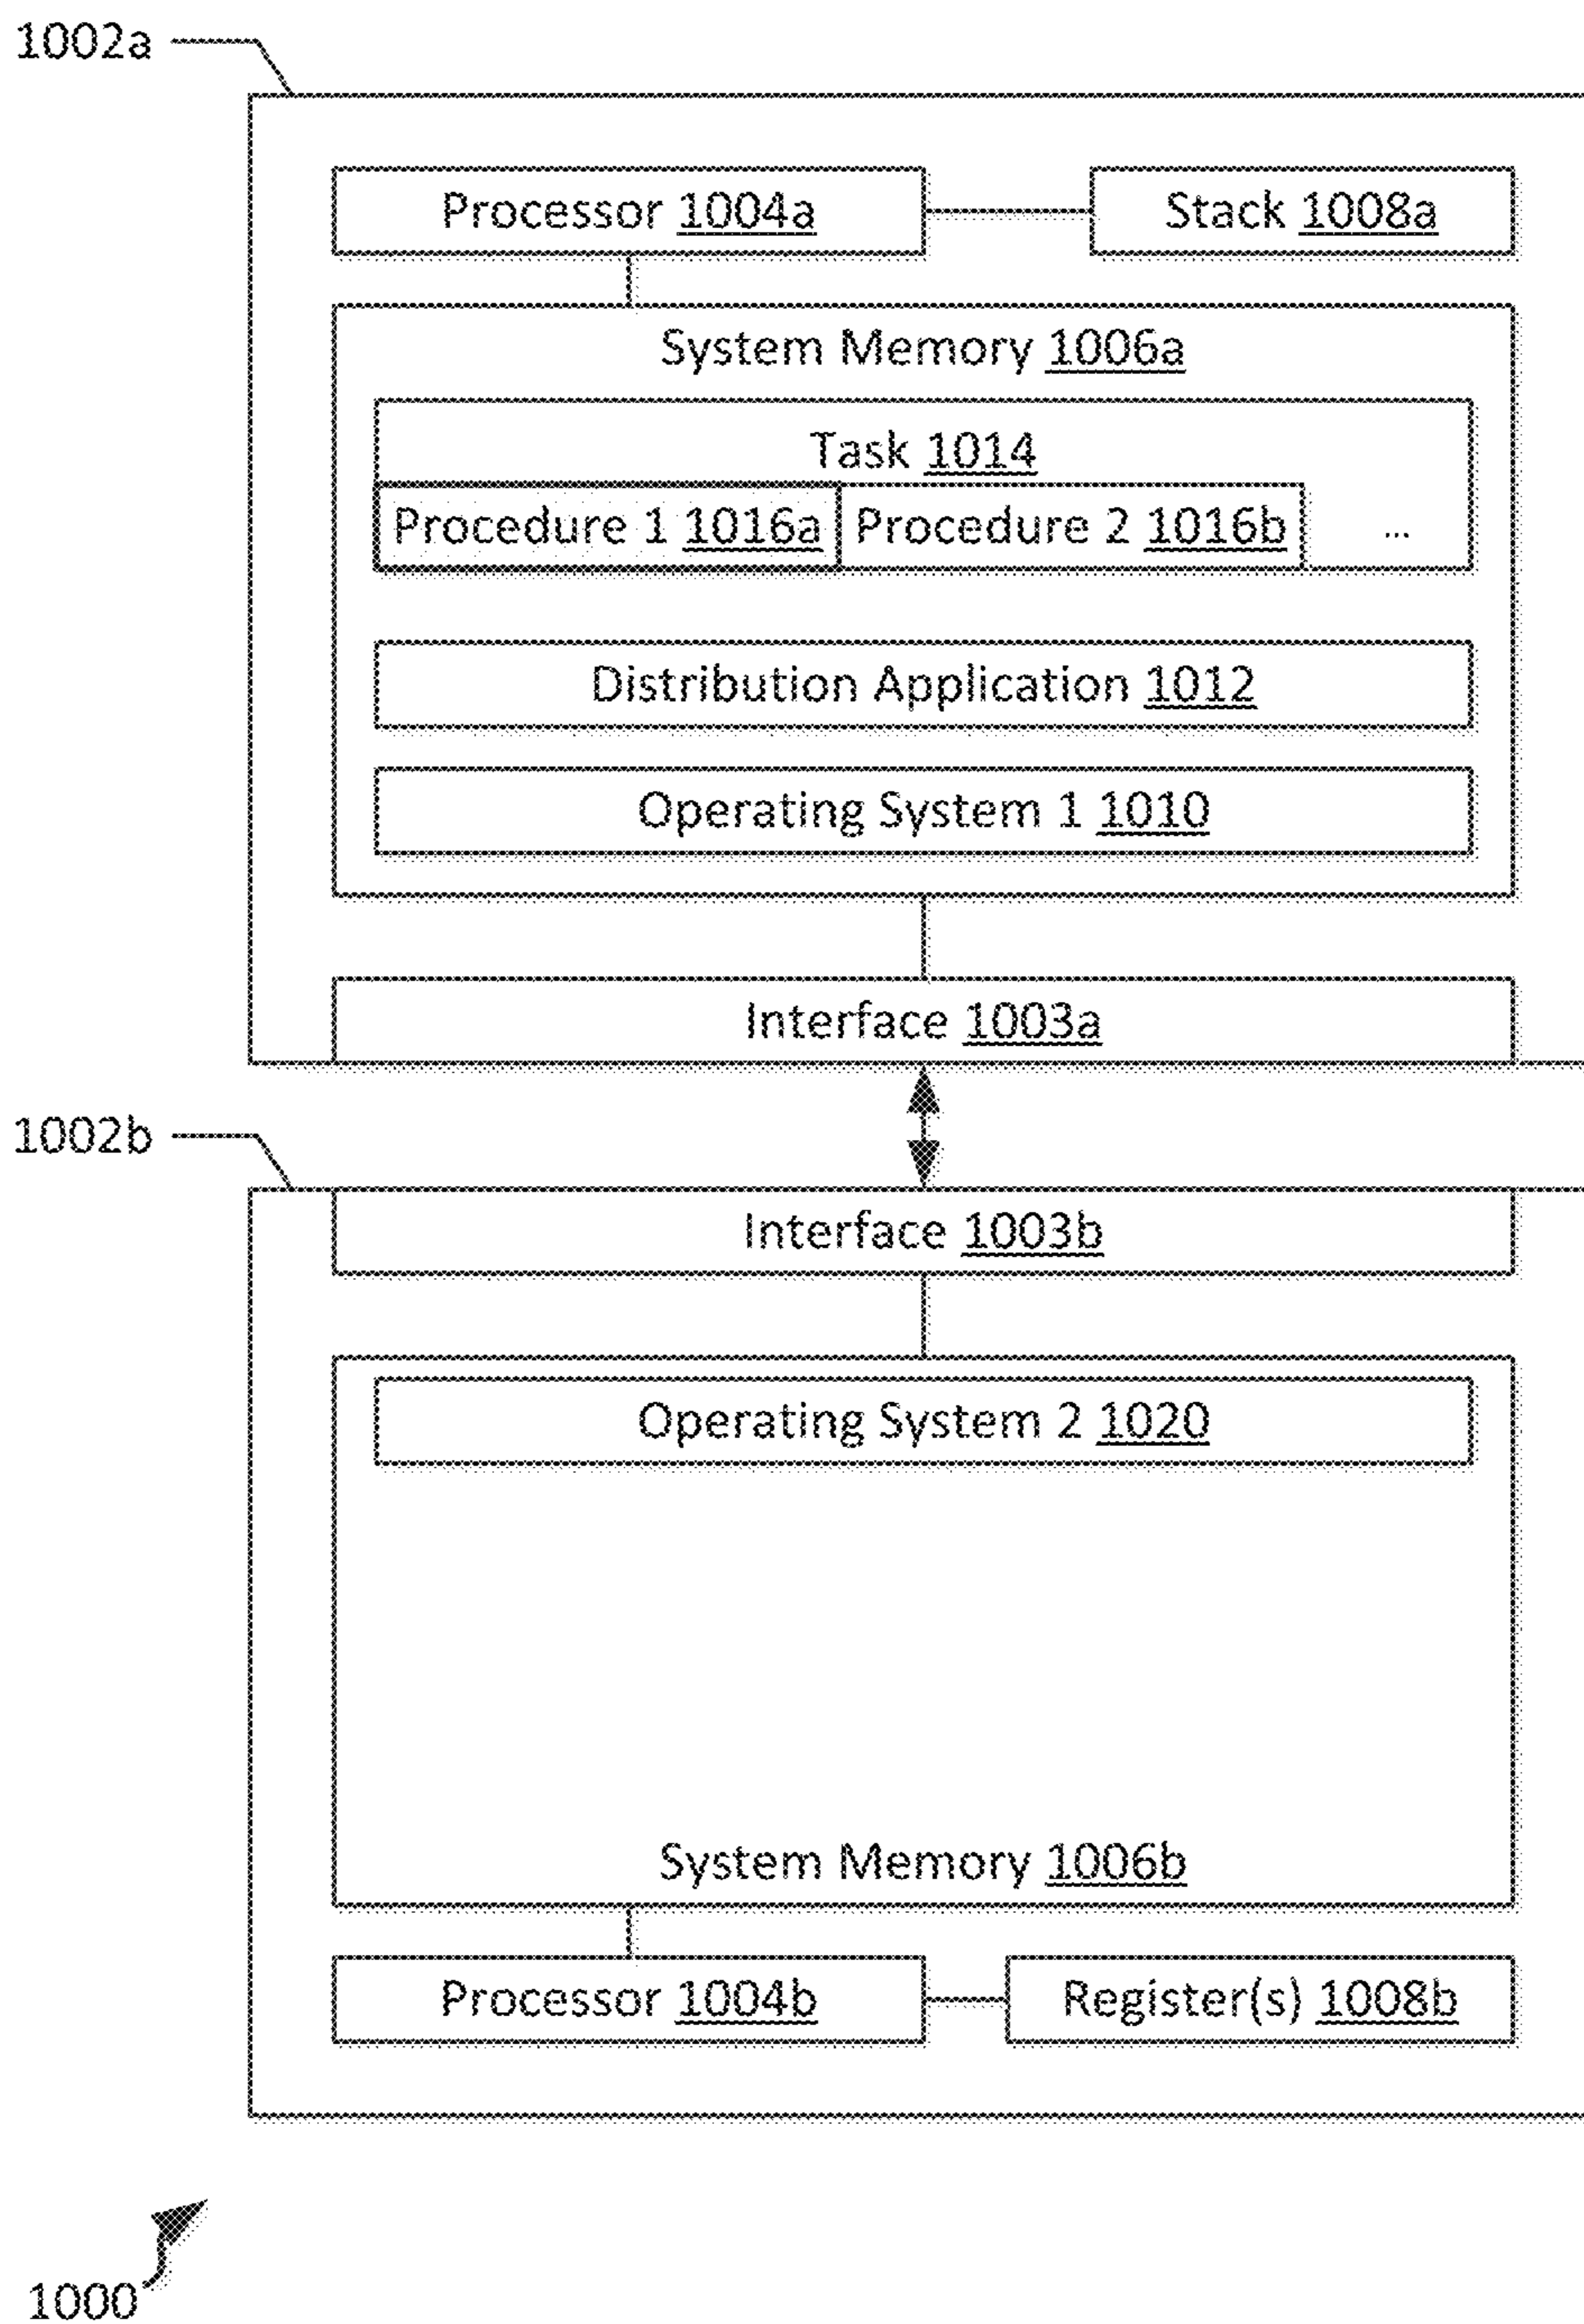 1002a
Processor 1004a
Stack 1008a
System Memory 1006a
Task 1014
Procedure 1 1016a
Procedure 2 1016b
...
Distribution Application 1012
Operating System 1 1010
Interface 1003a
1002b
Interface 1003b
Operating System 2 1020
System Memory 1006b
Processor 1004b
Register(s) 1008b
1000